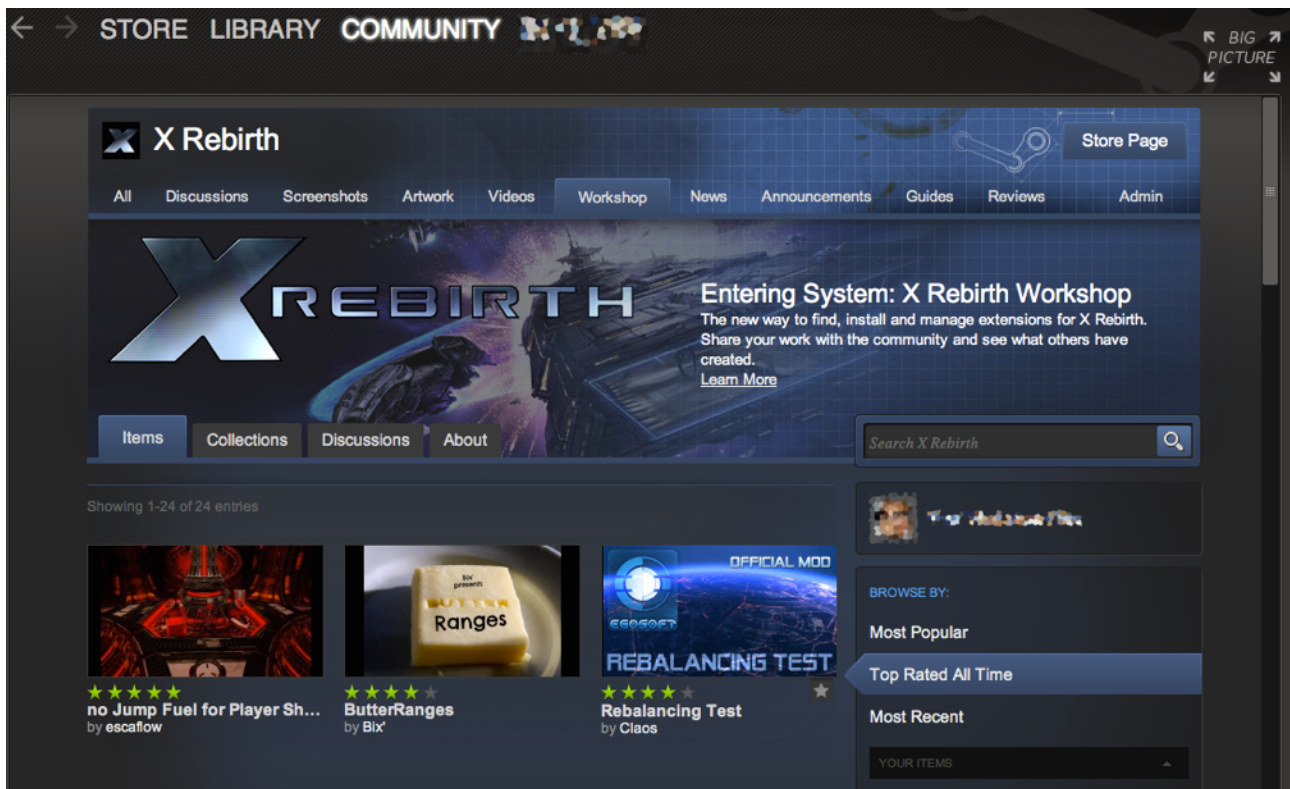 STORE LIBRARY COMMUNITY
BIG
PICTURE
X Rebirth
Store Page
All Discussions Screenshots Artwork Videos Workshop News Announcements Guides Reviews Admin
X REBIRTH
Entering System: X Rebirth Workshop
The new way to find, install and manage extensions for X Rebirth.
Share your work with the community and see what others have
created.
Learn More
Items Collections Discussions About
Search X Rebirth
Showing 1-24 of 24 entries
Bix'
presents
BUTTER
Ranges
OFFICIAL MOD
EGOSOFT
REBALANCING TEST
no Jump Fuel for Player Sh...
by escaflow
ButterRanges
by Bix'
Rebalancing Test
by Claos
BROWSE BY:
Most Popular
Top Rated All Time
Most Recent
YOUR ITEMS